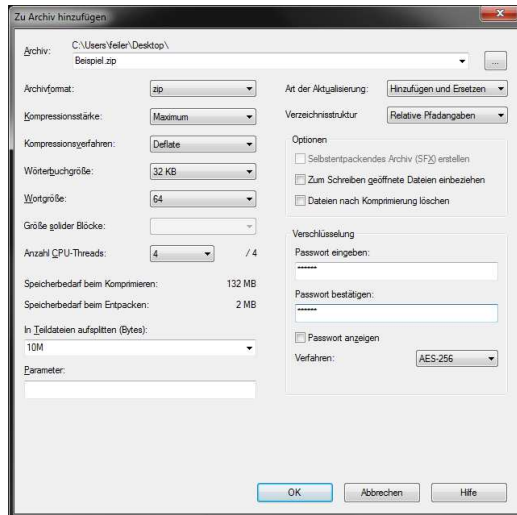 Zu Archiv hinzufügen
Archiv:
C:\Users\feiler\Desktop\
Beispiel.zip
...
Archivformat:
zip
Kompressionsstärke:
Maximum
Kompressionsverfahren:
Deflate
Wörterbuchgröße:
32 KB
Wortgröße:
64
Größe solider Blöcke:
Anzahl CPU-Threads:
4
/ 4
Speicherbedarf beim Komprimieren:
132 MB
Speicherbedarf beim Entpacken:
2 MB
In Teildateien aufsplitten (Bytes):
10M
Parameter:
Art der Aktualisierung:
Hinzufügen und Ersetzen
Verzeichnisstruktur
Relative Pfadangaben
Optionen
Selbstentpackendes Archiv (SFX) erstellen
Zum Schreiben geöffnete Dateien einbeziehen
Dateien nach Komprimierung löschen
Verschlüsselung
Passwort eingeben:
******
Passwort bestätigen:
******
Passwort anzeigen
Verfahren:
AES-256
OK
Abbrechen
Hilfe